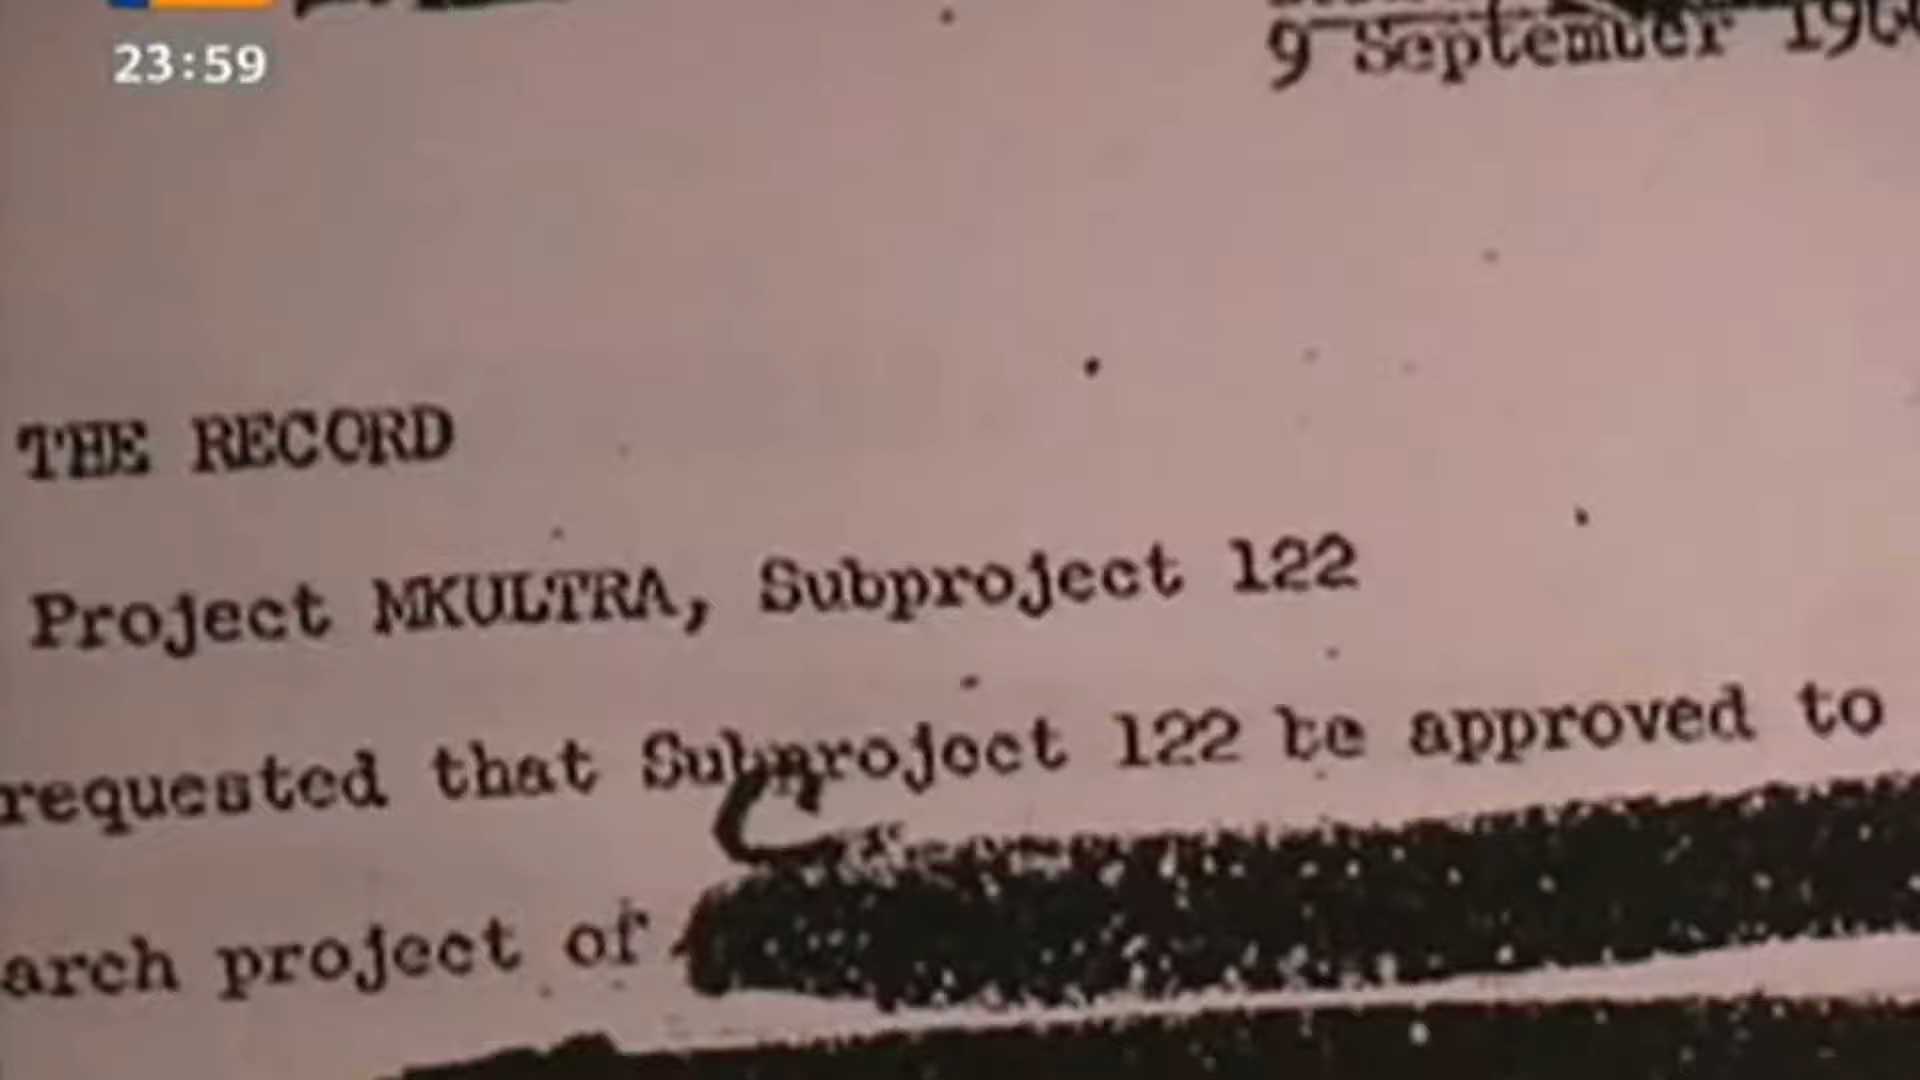 23:59
9 September 196
THE RECORD
Project MKULTRA, Subproject 122
requested that Subproject 122 be approved to
arch project of